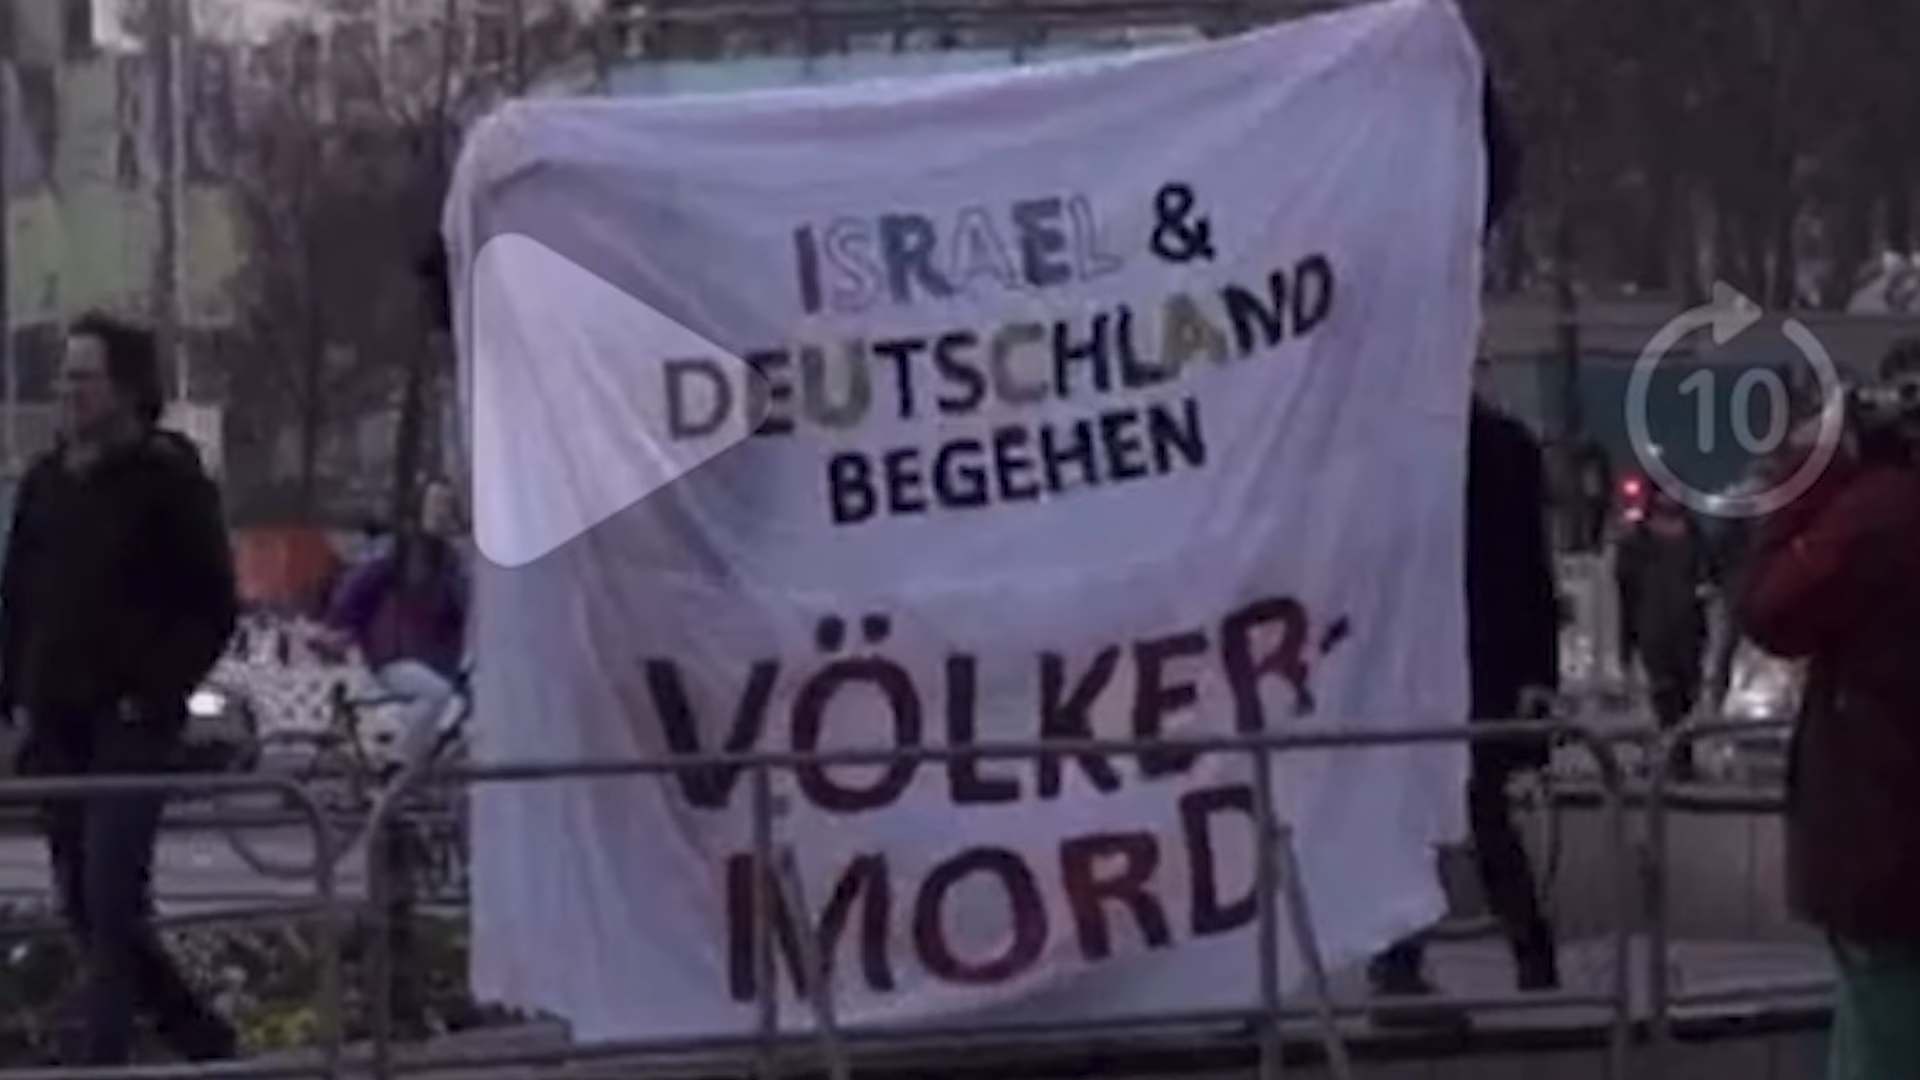 ISRAEL &
DEUTSCHLAND
BEGEHEN
VÖLKER-
MORD
10